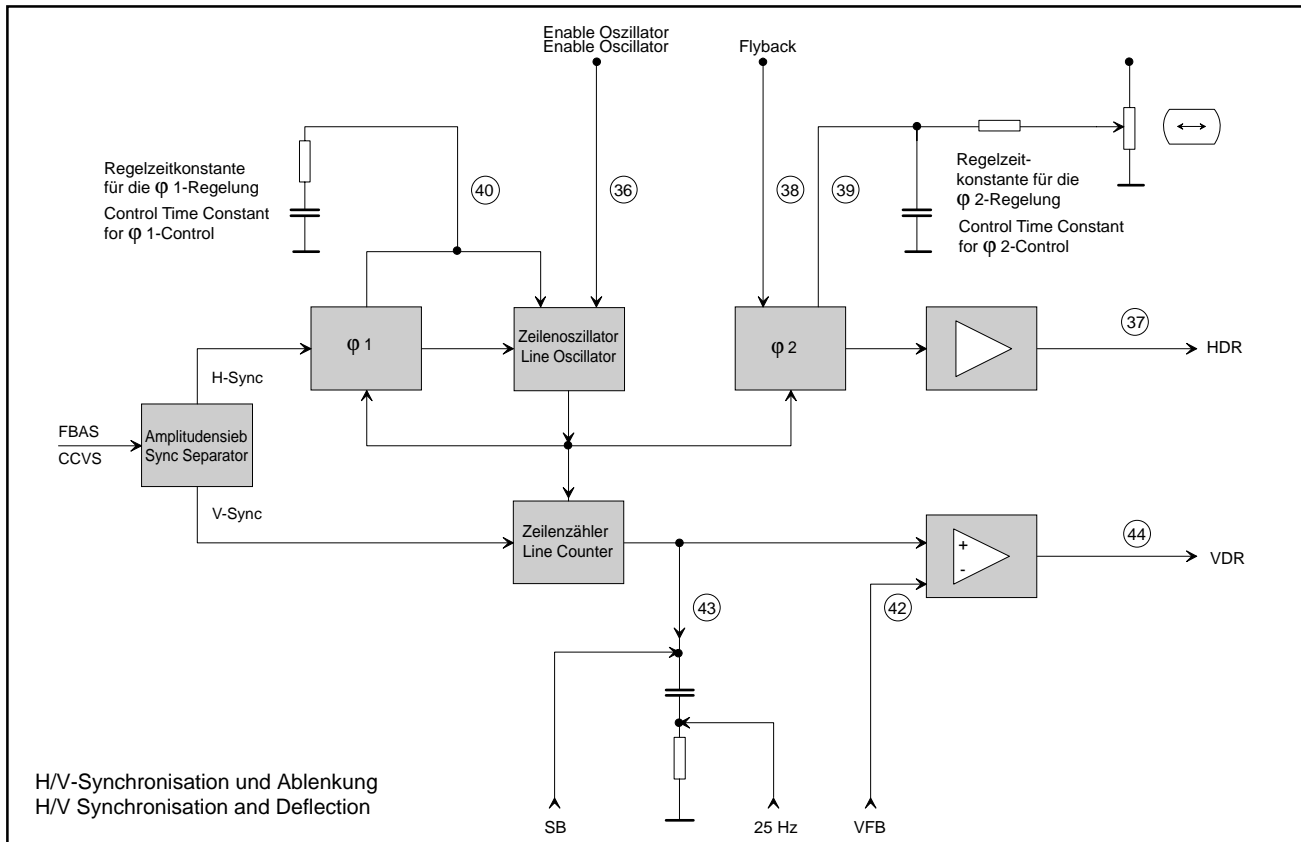 Enable Oszillator
Enable Oscillator
Flyback
Regelzeitkonstante
für die φ 1-Regelung
Control Time Constant
for φ 1-Control
40
36
38
39
Regelzeit-
konstante für die
φ 2-Regelung
Control Time Constant
for φ 2-Control
φ 1
Zeilenoszillator
Line Oscillator
φ 2
37
HDR
H-Sync
FBAS
CCVS
Amplitudensieb
Sync Separator
V-Sync
Zeilenzähler
Line Counter
+
-
44
VDR
43
42
H/V-Synchronisation und Ablenkung
H/V Synchronisation and Deflection
SB
25 Hz
VFB